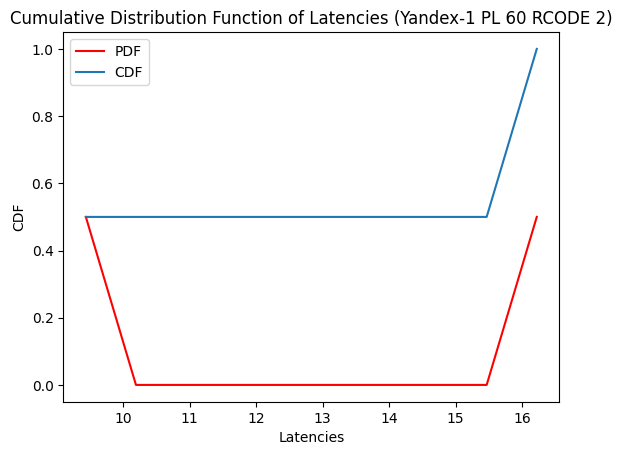 Cumulative Distribution Function of Latencies (Yandex-1 PL 60 RCODE 2)
PDF
CDF
1.0
0.8
0.6
0.4
0.2
0.0
CDF
10 11 12 13 14 15 16
Latencies